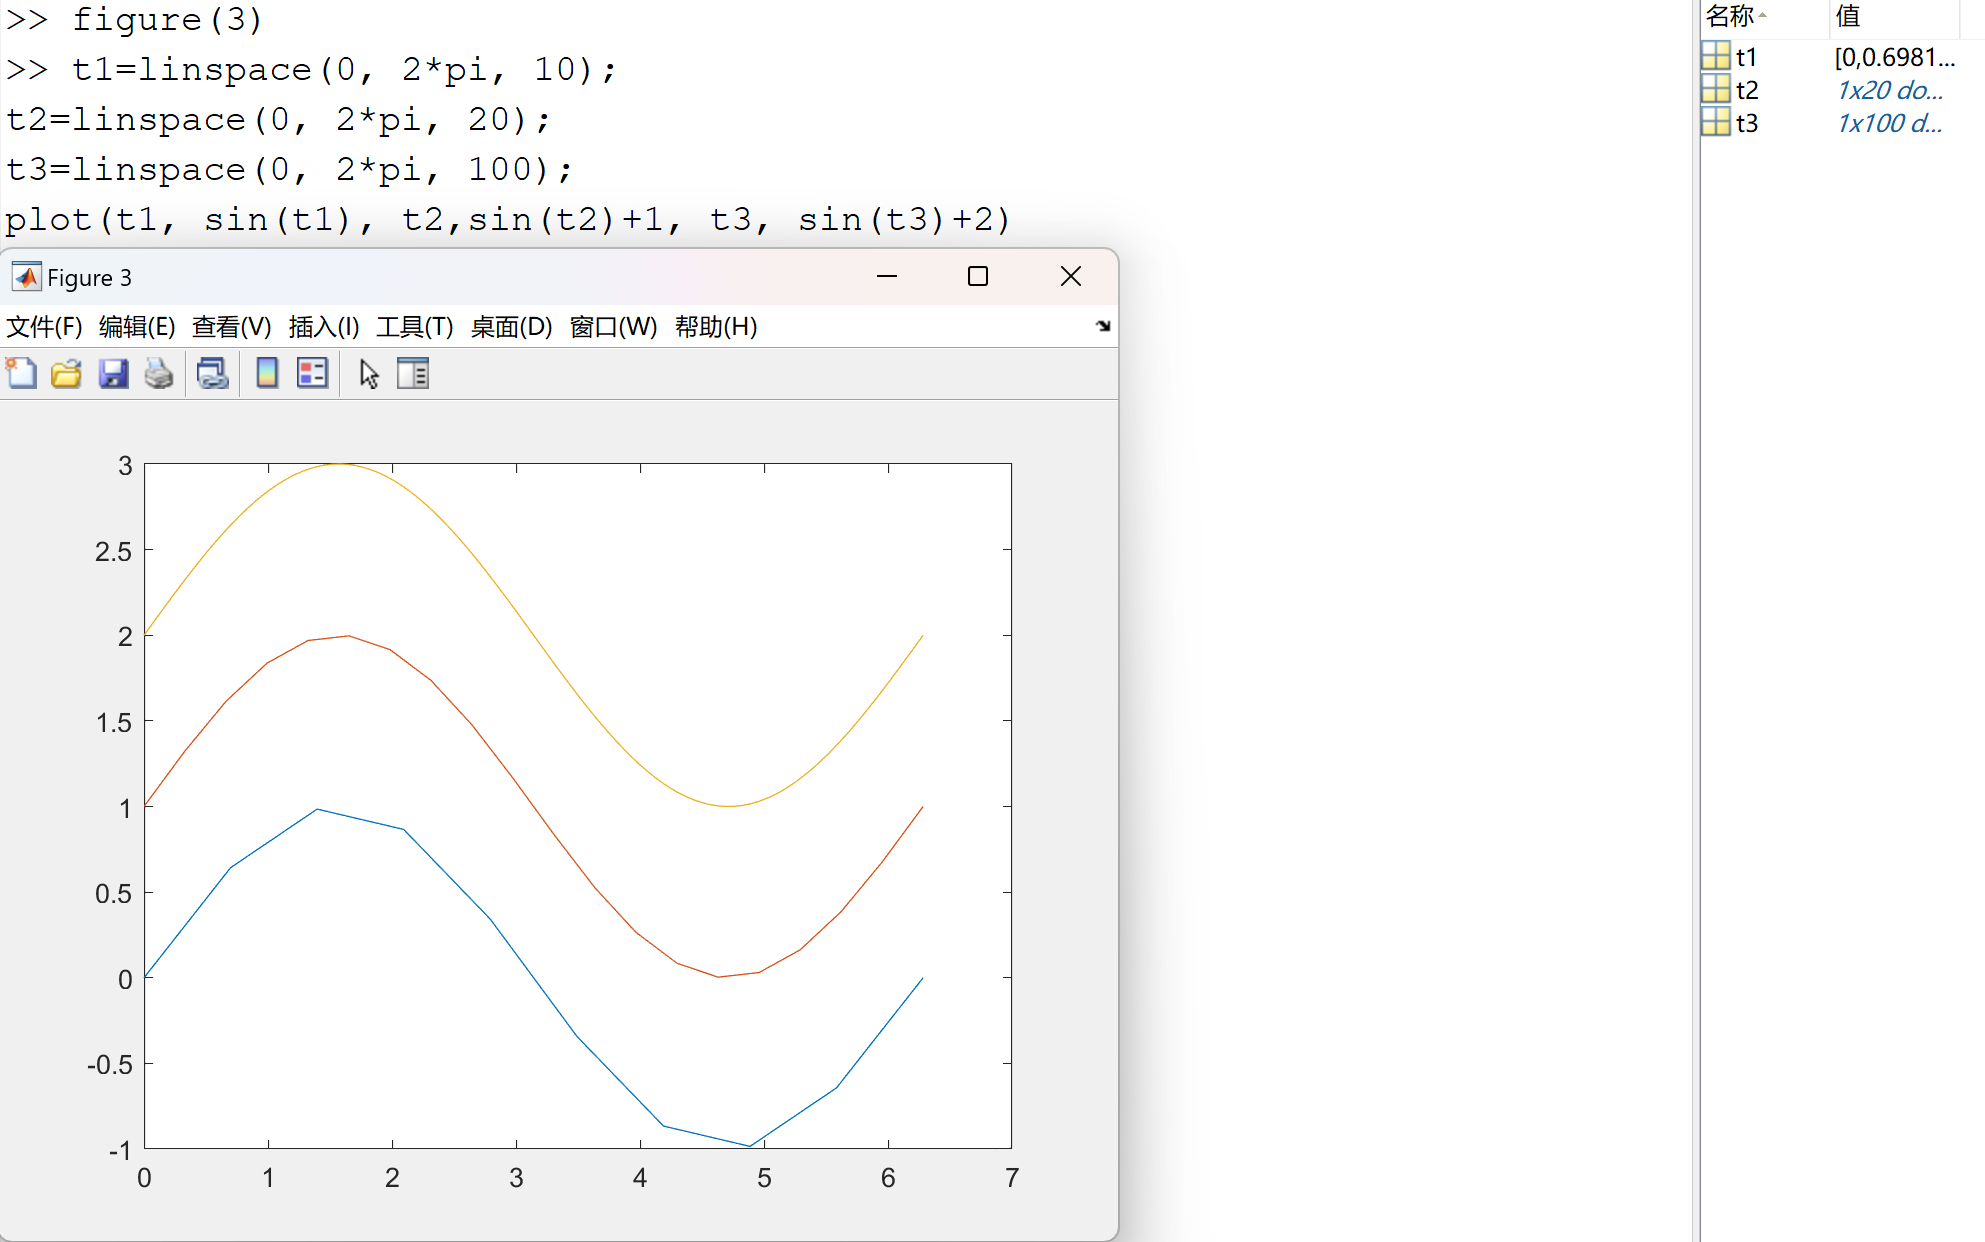 >> figure(3)
>> t1=linspace(0, 2*pi, 10);
t2=linspace(0, 2*pi, 20);
t3=linspace(0, 2*pi, 100);
plot(t1, sin(t1), t2,sin(t2)+1, t3, sin(t3)+2)
名称 值
t1 [0,0.6981...
t2 1x20 do...
t3 1x100 d...
Figure 3
文件(F) 编辑(E) 查看(V) 插入(I) 工具(T) 桌面(D) 窗口(W) 帮助(H)
3
2.5
2
1.5
1
0.5
0
-0.5
-1
0 1 2 3 4 5 6 7